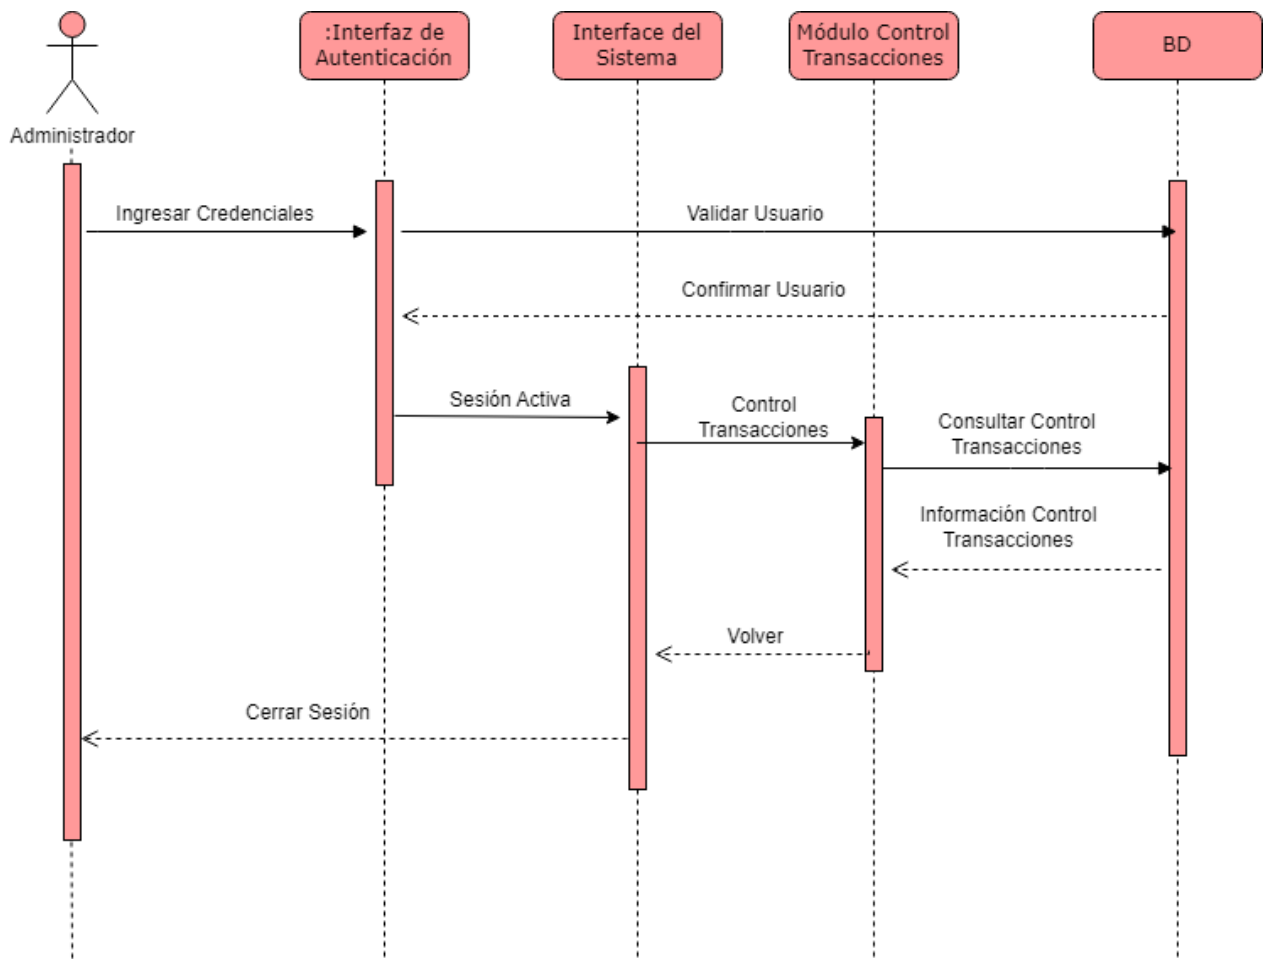 :Interfaz de
Autenticación
Interface del
Sistema
Módulo Control
Transacciones
BD
Administrador
Ingresar Credenciales
Validar Usuario
Confirmar Usuario
Sesión Activa
Control
Transacciones
Consultar Control
Transacciones
Información Control
Transacciones
Volver
Cerrar Sesión